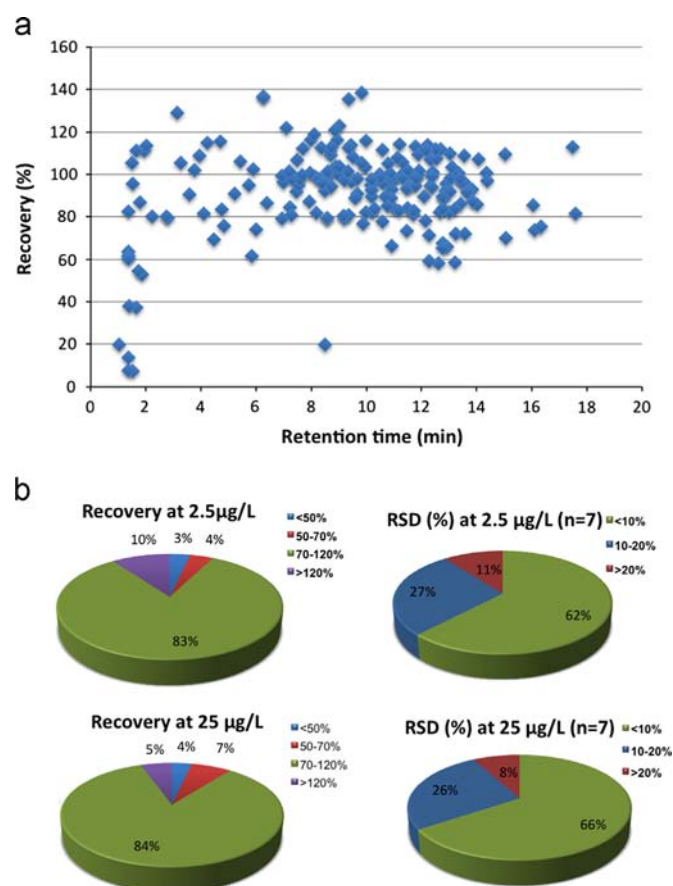 a
160
140
120
100
80
60
40
20
0
Recovery (%)
0 2 4 6 8 10 12 14 16 18 20
Retention time (min)
b
Recovery at 2.5µg/L
<50%
50-70%
70-120%
>120%
10% 3% 4%
83%
RSD (%) at 2.5 µg/L (n=7)
<10%
10-20%
>20%
11%
27%
62%
Recovery at 25 µg/L
<50%
50-70%
70-120%
>120%
5% 4% 7%
84%
RSD (%) at 25 µg/L (n=7)
<10%
10-20%
>20%
8%
26%
66%